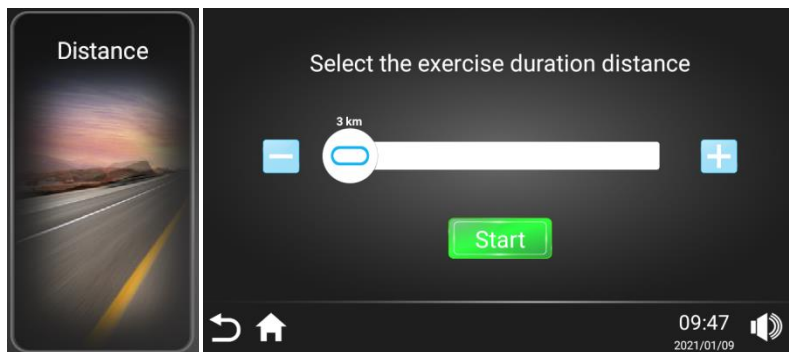 Distance
Select the exercise duration distance
3 km
Start
09:47
2021/01/09